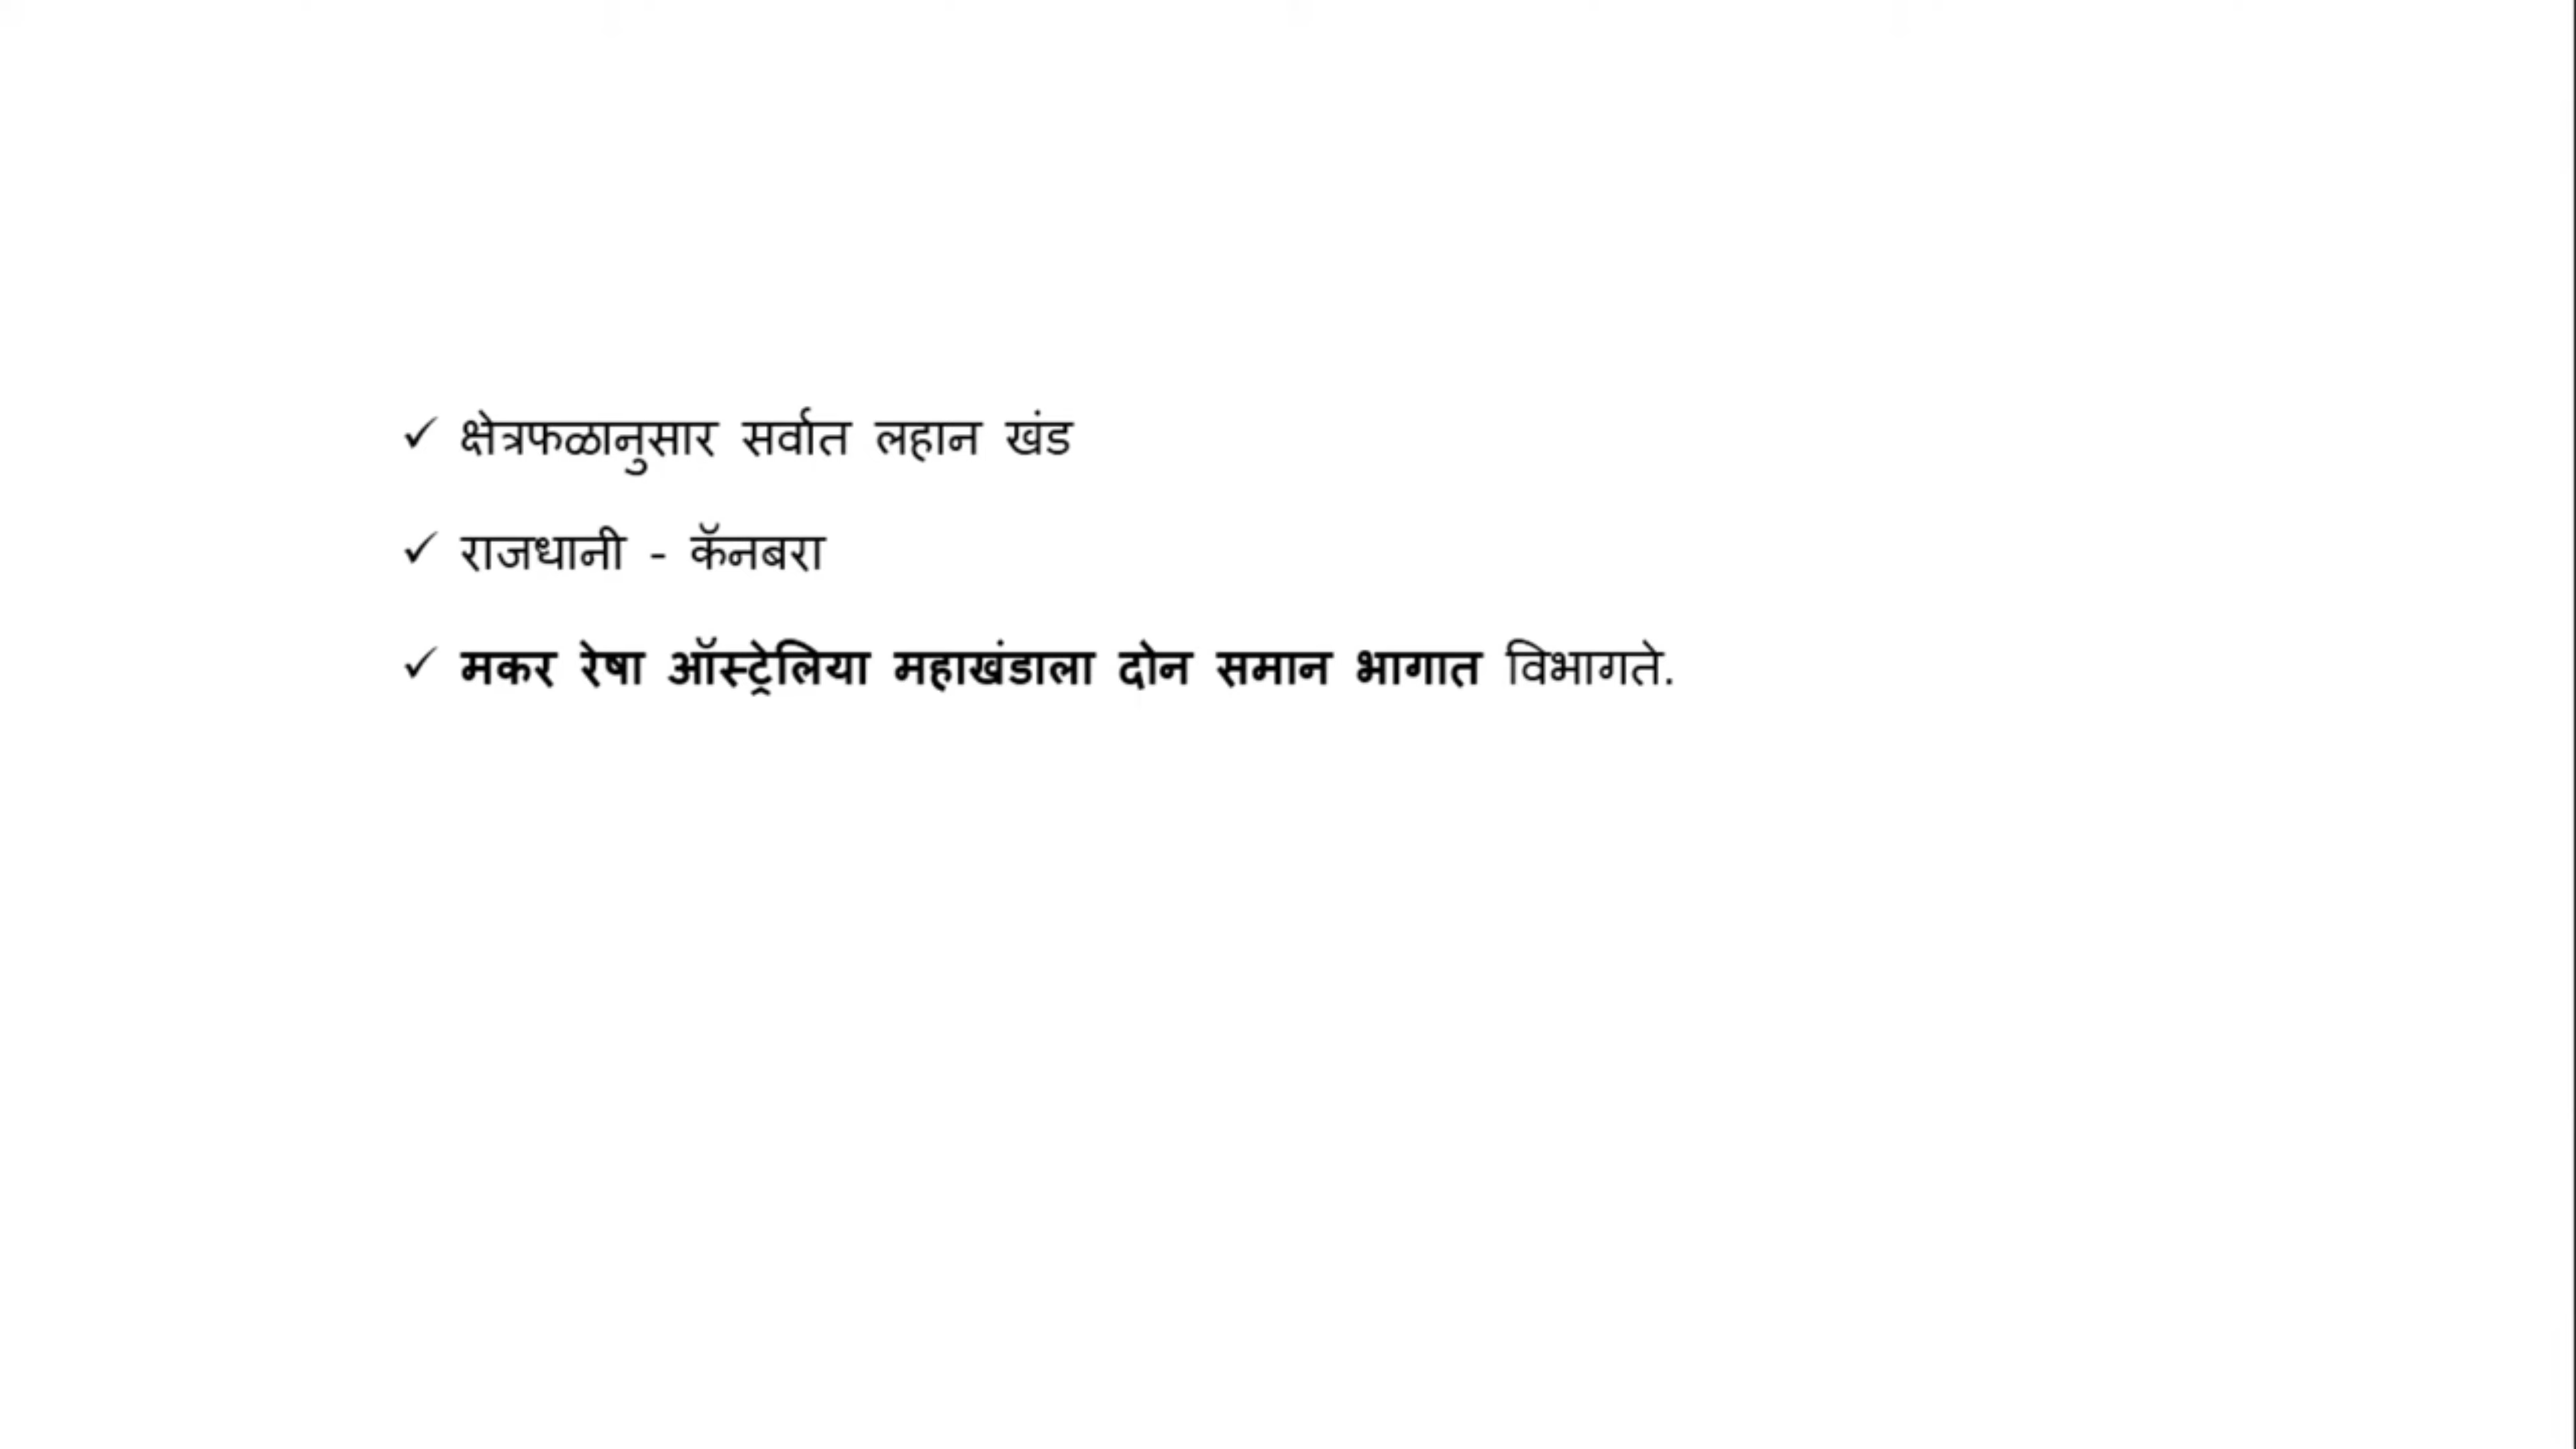 ✓ क्षेत्रफळानुसार सर्वात लहान खंड
✓ राजधानी - कॅनबरा
✓ मकर रेषा ऑस्ट्रेलिया महाखंडाला दोन समान भागात विभागते.